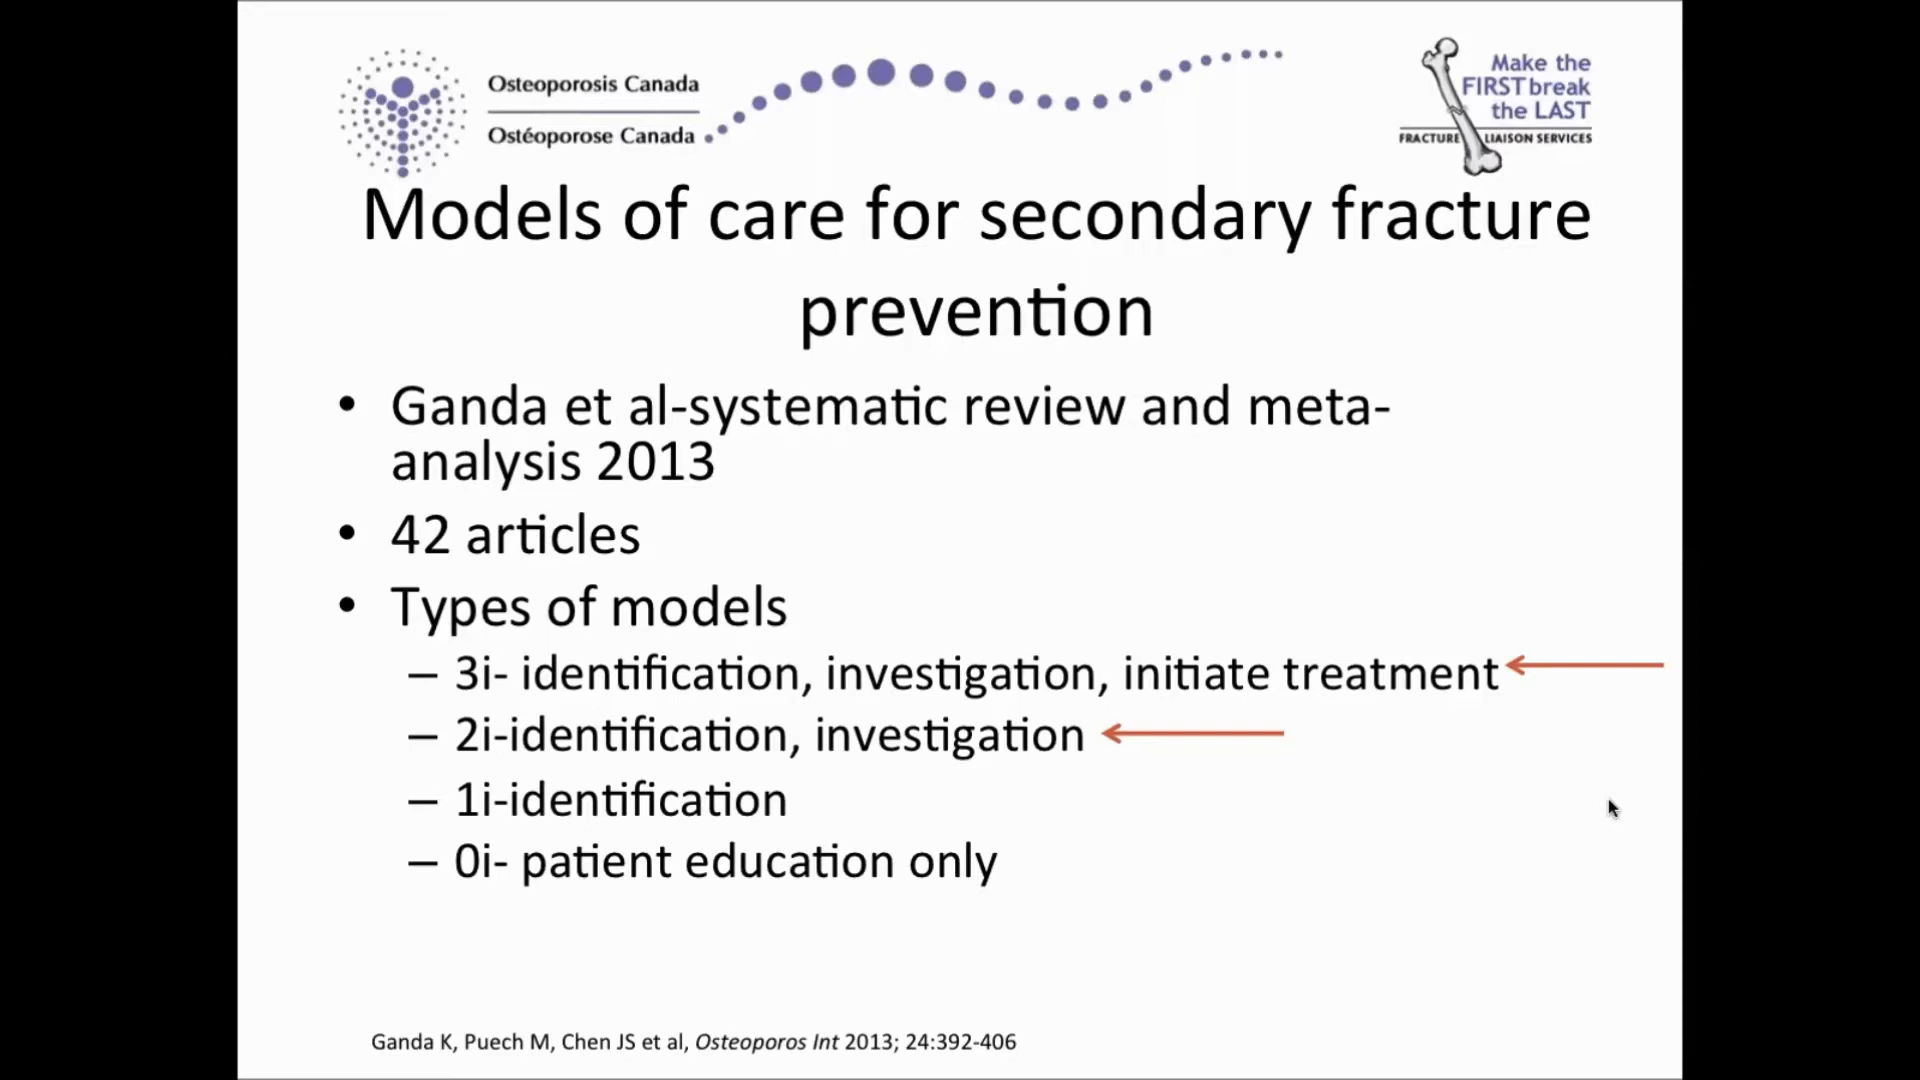 Osteoporosis Canada
Ostéoporose Canada
Make the
FIRST break
the LAST
FRACTURE LIAISON SERVICES
Models of care for secondary fracture
prevention
• Ganda et al-systematic review and meta-
analysis 2013
• 42 articles
• Types of models
– 3i- identification, investigation, initiate treatment
– 2i-identification, investigation
– 1i-identification
– 0i- patient education only
Ganda K, Puech M, Chen JS et al, Osteoporos Int 2013; 24:392-406